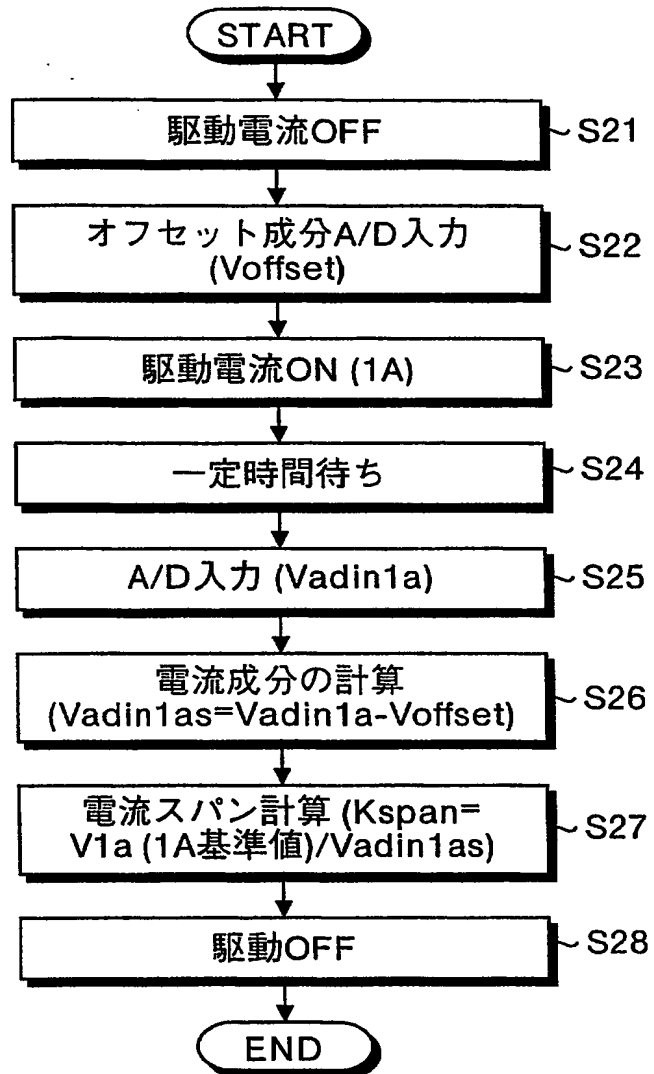 START
駆動電流OFF
S21
オフセット成分A/D入力
(Voffset)
S22
駆動電流ON (1A)
S23
一定時間待ち
S24
A/D入力 (Vadin1a)
S25
電流成分の計算
(Vadin1as=Vadin1a-Voffset)
S26
電流スパン計算 (Kspan=
V1a (1A基準値)/Vadin1as)
S27
駆動OFF
S28
END